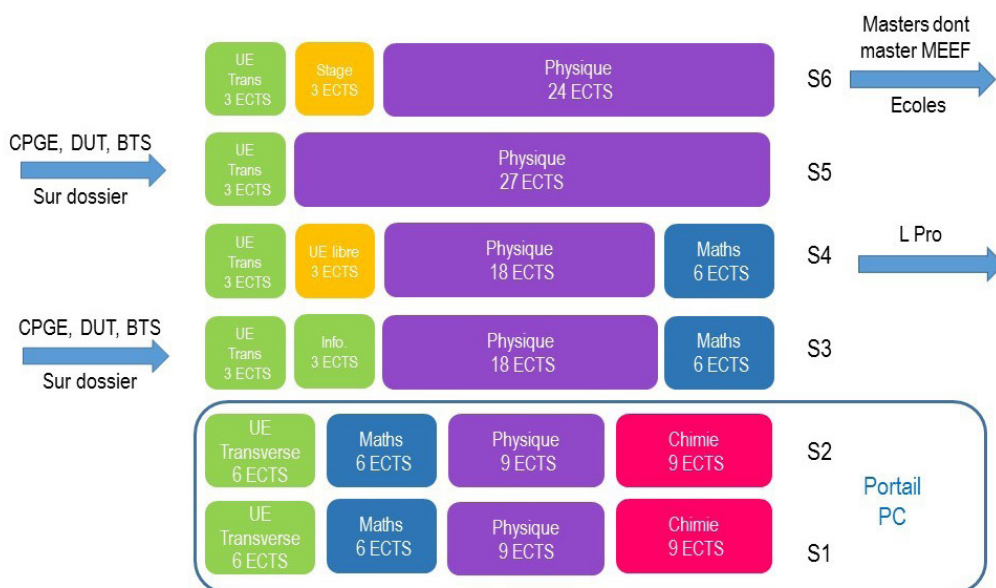 Masters dont
master MEEF
UE
Trans
3 ECTS
Stage
3 ECTS
Physique
24 ECTS
S6
Ecoles
CPGE, DUT, BTS
Sur dossier
UE
Trans
3 ECTS
Physique
27 ECTS
S5
UE
Trans
3 ECTS
UE libre
3 ECTS
Physique
18 ECTS
Maths
6 ECTS
S4
L Pro
CPGE, DUT, BTS
Sur dossier
UE
Trans
3 ECTS
Info.
3 ECTS
Physique
18 ECTS
Maths
6 ECTS
S3
UE
Transverse
6 ECTS
Maths
6 ECTS
Physique
9 ECTS
Chimie
9 ECTS
S2
Portail
PC
UE
Transverse
6 ECTS
Maths
6 ECTS
Physique
9 ECTS
Chimie
9 ECTS
S1